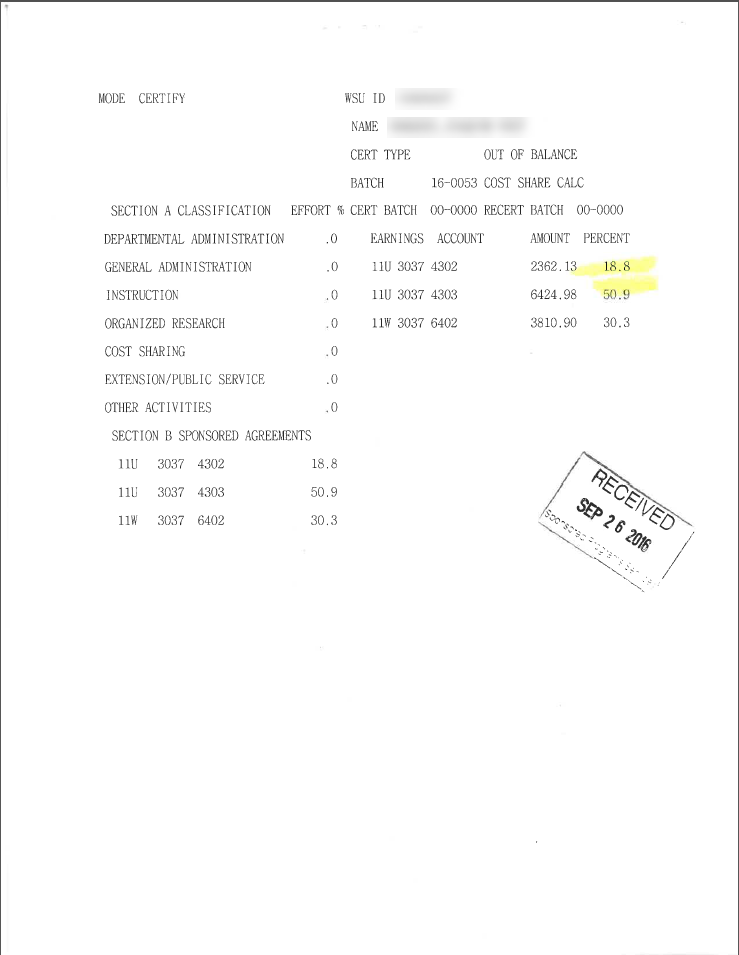 MODE CERTIFY WSU ID
NAME
CERT TYPE OUT OF BALANCE
BATCH 16-0053 COST SHARE CALC
SECTION A CLASSIFICATION EFFORT % CERT BATCH 00-0000 RECERT BATCH 00-0000
DEPARTMENTAL ADMINISTRATION .0 EARNINGS ACCOUNT AMOUNT PERCENT
GENERAL ADMINISTRATION .0 11U 3037 4302 2362.13 18.8
INSTRUCTION .0 11U 3037 4303 6424.98 50.9
ORGANIZED RESEARCH .0 11W 3037 6402 3810.90 30.3
COST SHARING .0
EXTENSION/PUBLIC SERVICE .0
OTHER ACTIVITIES .0
SECTION B SPONSORED AGREEMENTS
11U 3037 4302 18.8
11U 3037 4303 50.9
11W 3037 6402 30.3
RECEIVED
SEP 26 2016
Sponsored Programs Services